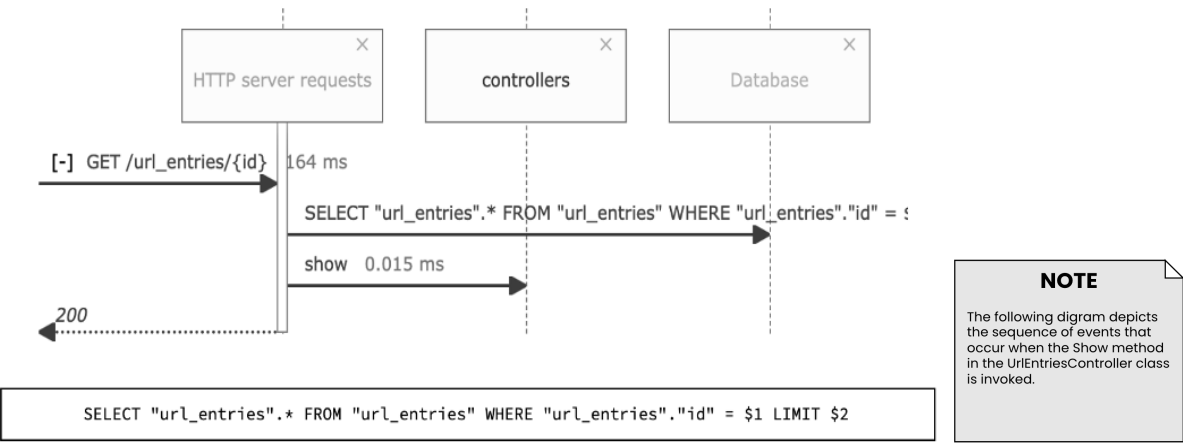 HTTP server requests
controllers
Database
[-] GET /url_entries/{id} 164 ms
SELECT "url_entries".* FROM "url_entries" WHERE "url_entries"."id" = $
show 0.015 ms
200
SELECT "url_entries".* FROM "url_entries" WHERE "url_entries"."id" = $1 LIMIT $2
NOTE
The following digram depicts
the sequence of events that
occur when the Show method
in the UrlEntriesController class
is invoked.